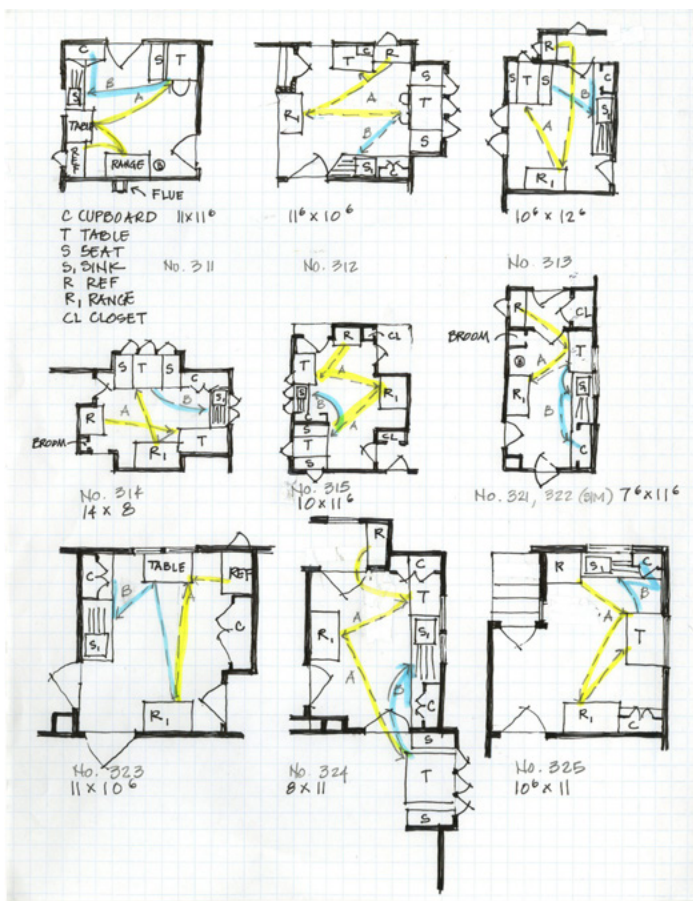 C
S
T
B
A
S₁
TABLE
REF
RANGE
S
FLUE
C CUPBOARD
T TABLE
S SEAT
S₁ SINK
R REF
R₁ RANGE
CL CLOSET
11x11⁶
No. 311
T
C
R
S
T
S
A
R₁
B
S₁
C
11⁶ x 10⁶
No. 312
R
S
T
S
B
C
S₁
A
R₁
10⁶ x 12⁶
No. 313
S
T
S
C
S₁
B
R
A
BROOM
R₁
T
No. 314
14 x 8
R
CL
T
A
S₁
B
R₁
C
S
T
A
S
CL
No. 315
10 x 11⁶
R
C
CL
BROOM
S
A
T
R₁
S₁
B
C
No. 321, 322 (SIM) 7⁶ x 11⁶
C
TABLE
REF
B
A
C
S₁
R₁
No. 323
11 x 10⁶
R
C
T
A
R₁
S₁
A
B
C
S
T
S
No. 324
8 x 11
R
S₁
C
B
A
T
R₁
C
No. 325
10⁶ x 11